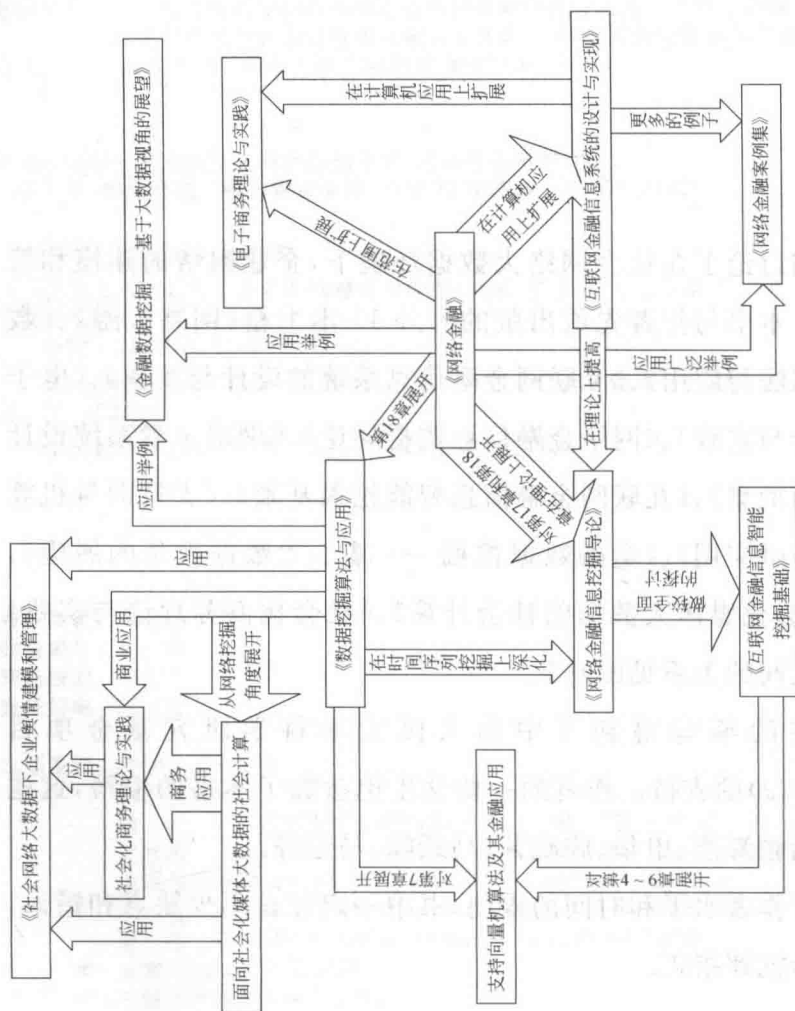 《社会网络大数据:企业舆情建模和管理》
《金融数据挖掘——基于大数据视角的展望》
《电子商务理论与实践》
应用
应用
应用
商业应用
应用举例
应用
举例
在计算机应用上扩展
社会化商务理论与实践
商务
应用
从网络挖掘
角度展开
在范围上扩展
面向社会化媒体大数据的社会计算
《数据挖掘算法与应用》
第18章展开
《网络金融》
在计算机应
用上扩展
《互联网金融信息系统的设计与实现》
对第7章展开
在时间序列挖掘上
深化
对第17章和第18
章在理论上展开
在理论上提高
更多的
例子
支持向量机算法及其金融应用
《网络金融信息挖掘导论》
应用广泛举例
《网络金融案例集》
对第4～6章展开
做较全面
的探讨
《互联网金融信息智能
挖掘基础》